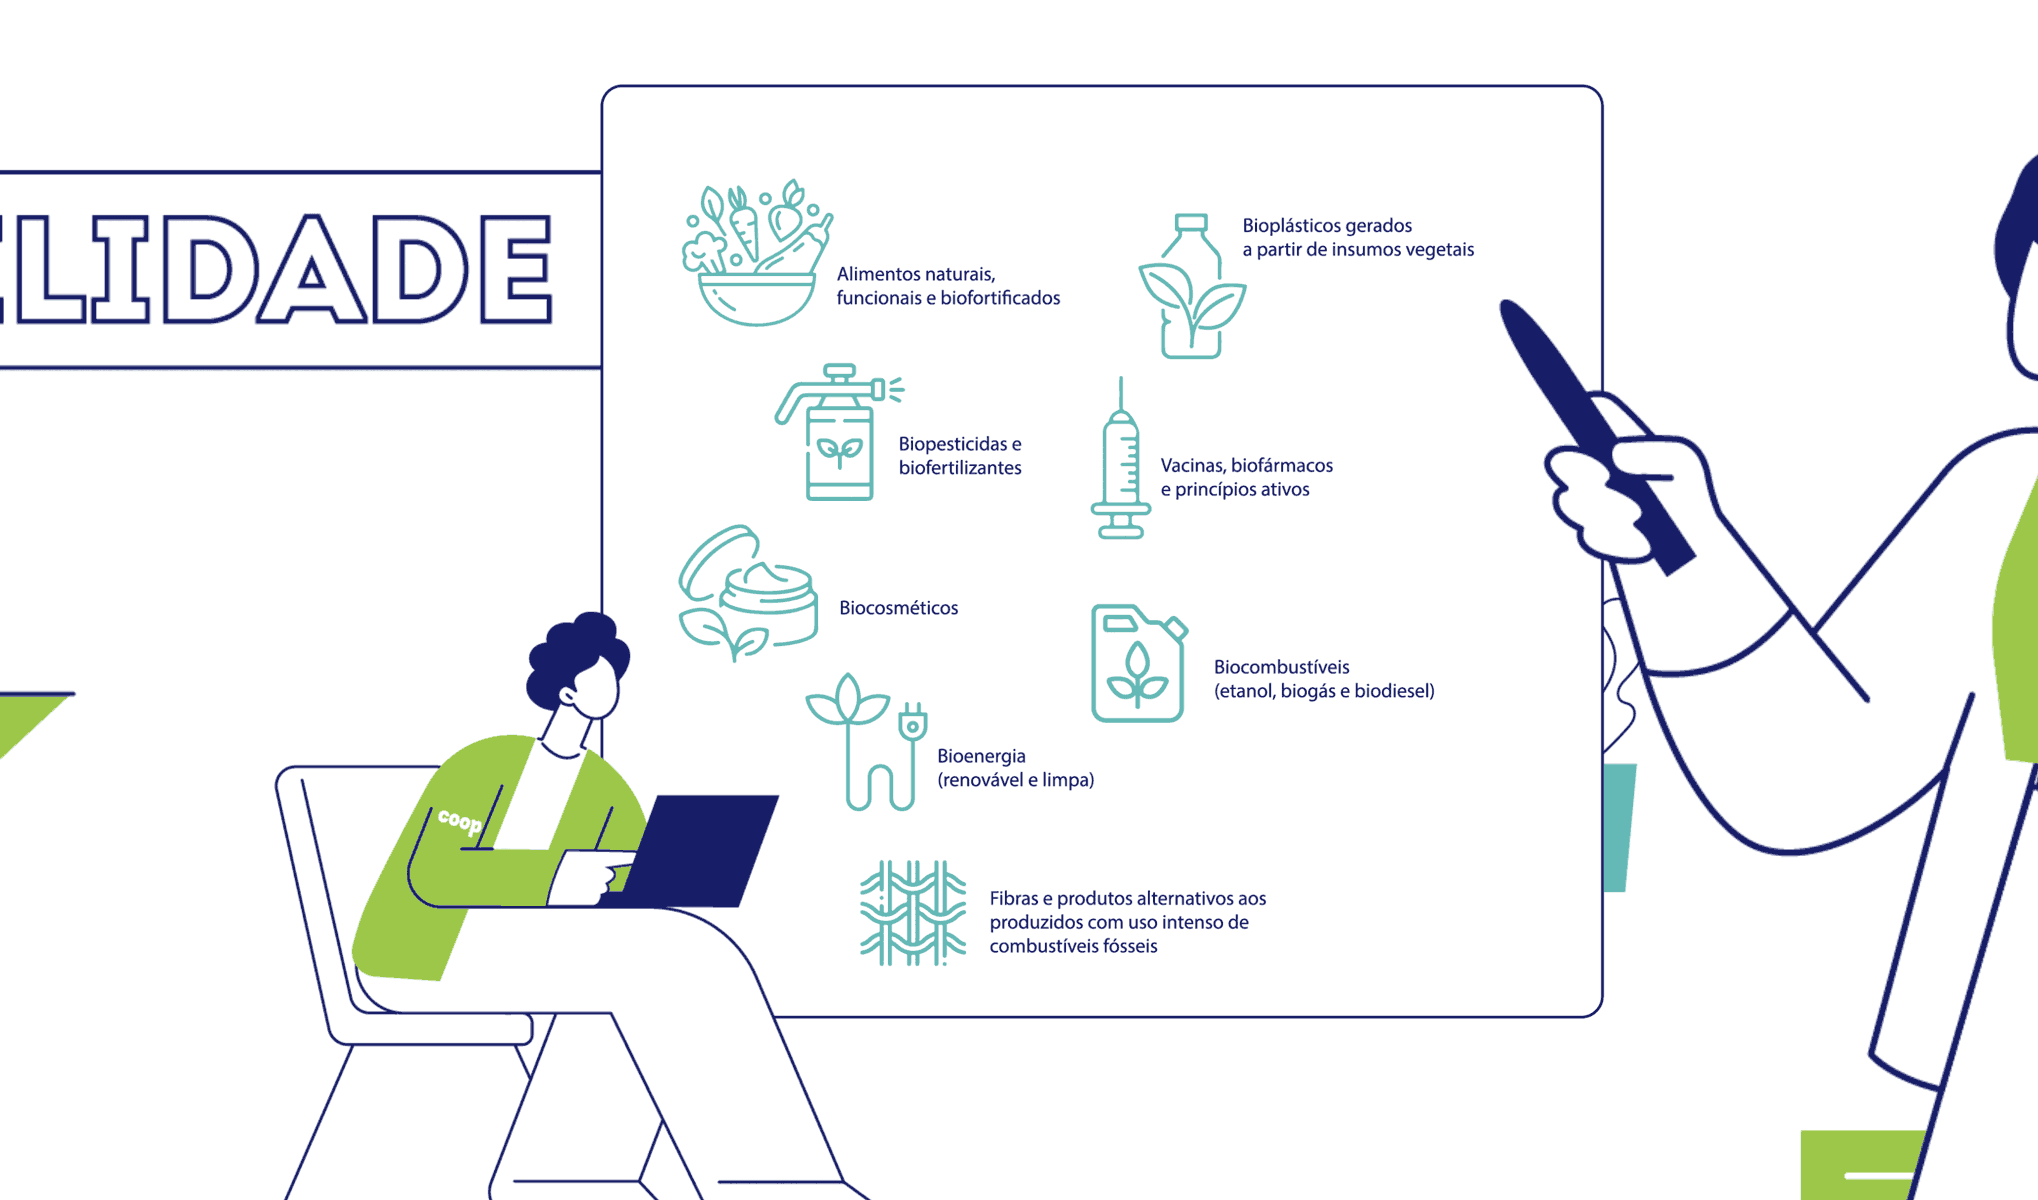 LIDADE
Alimentos naturais,
funcionais e biofortificados
Bioplásticos gerados
a partir de insumos vegetais
Biopesticidas e
biofertilizantes
Vacinas, biofármacos
e princípios ativos
Biocosméticos
Biocombustíveis
(etanol, biogás e biodiesel)
Bioenergia
(renovável e limpa)
coop
Fibras e produtos alternativos aos
produzidos com uso intenso de
combustíveis fósseis